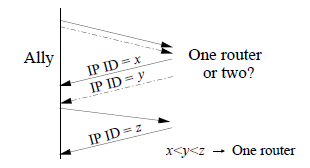 Ally
One router
or two?
IP ID = x
IP ID = y
IP ID = z
x<y<z → One router